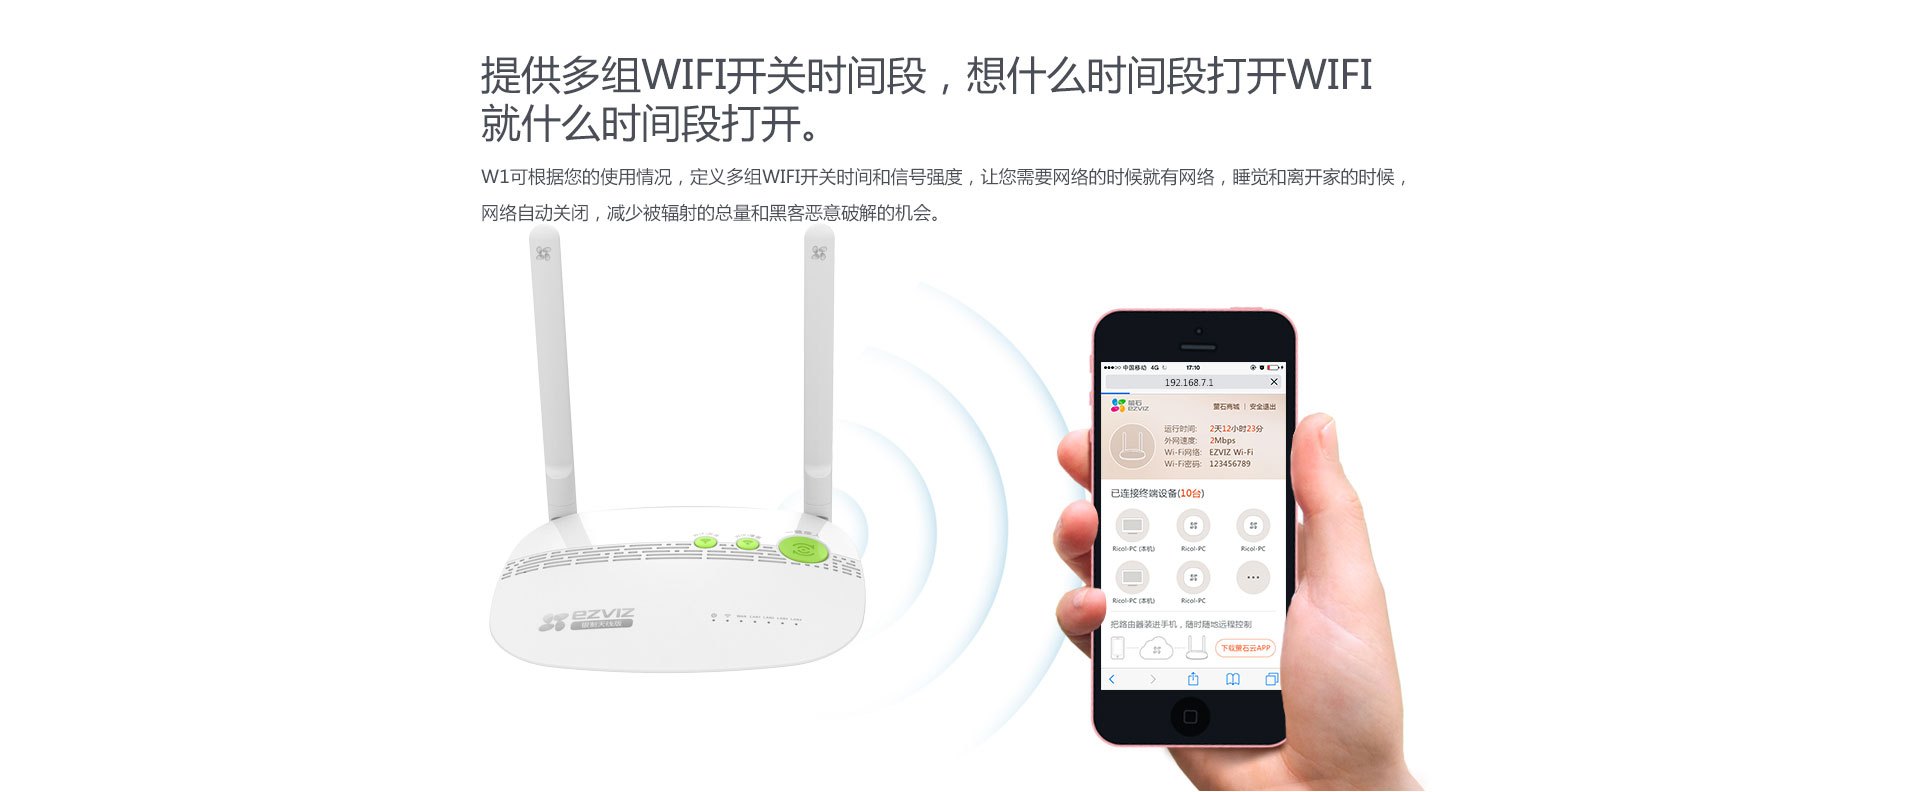 提供多组WIFI开关时间段，想什么时间段打开WIFI
就什么时间段打开。
W1可根据您的使用情况，定义多组WIFI开关时间和信号强度，让您需要网络的时候就有网络，睡觉和离开家的时候，
网络自动关闭，减少被辐射的总量和黑客恶意破解的机会。
中国移动 4G 17:10
192.168.7.1
萤石 ezviz
萤石商城 | 安全退出
运行时间: 2天12小时23分
外网速度: 2Mbps
Wi-Fi网络: EZVIZ Wi-Fi
Wi-Fi密码: 123456789
已连接终端设备(10台)
Ricol-PC (本机) Ricol-PC Ricol-PC
Ricol-PC (本机) Ricol-PC
把路由器装进手机，随时随地远程控制
下载萤石云APP
ezviz